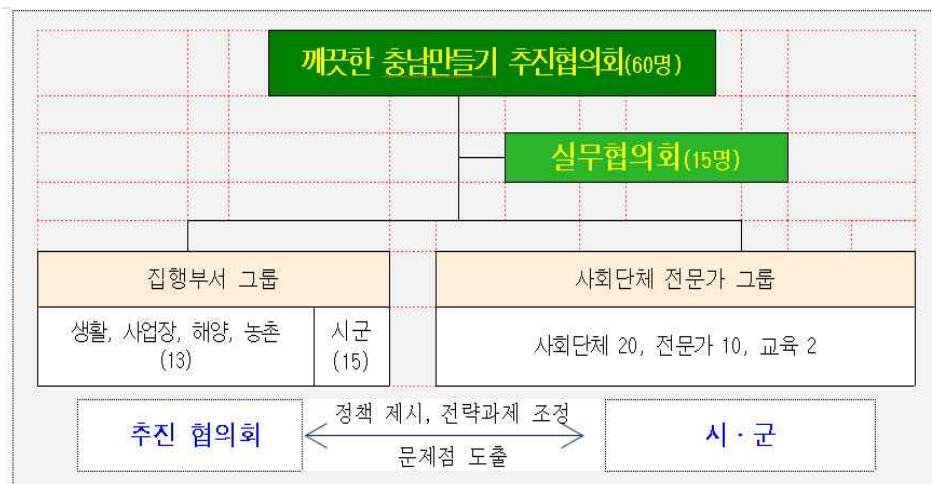 깨끗한 충남만들기 추진협의회(60명)
실무협의회(15명)
집행부서 그룹
생활, 사업장, 해양, 농촌
(13)
시군
(15)
사회단체 전문가 그룹
사회단체 20, 전문가 10, 교육 2
추진 협의회
정책 제시, 전략과제 조정
문제점 도출
시·군